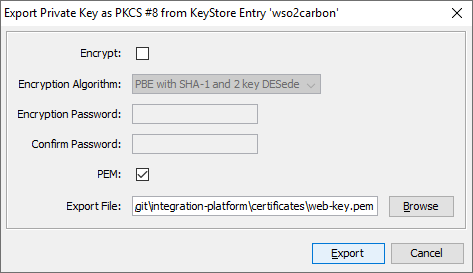 Export Private Key as PKCS #8 from KeyStore Entry 'wso2carbon'
Encrypt:
Encryption Algorithm: PBE with SHA-1 and 2 key DESede
Encryption Password:
Confirm Password:
PEM:
Export File: git\integration-platform\certificates\web-key.pem Browse
Export Cancel